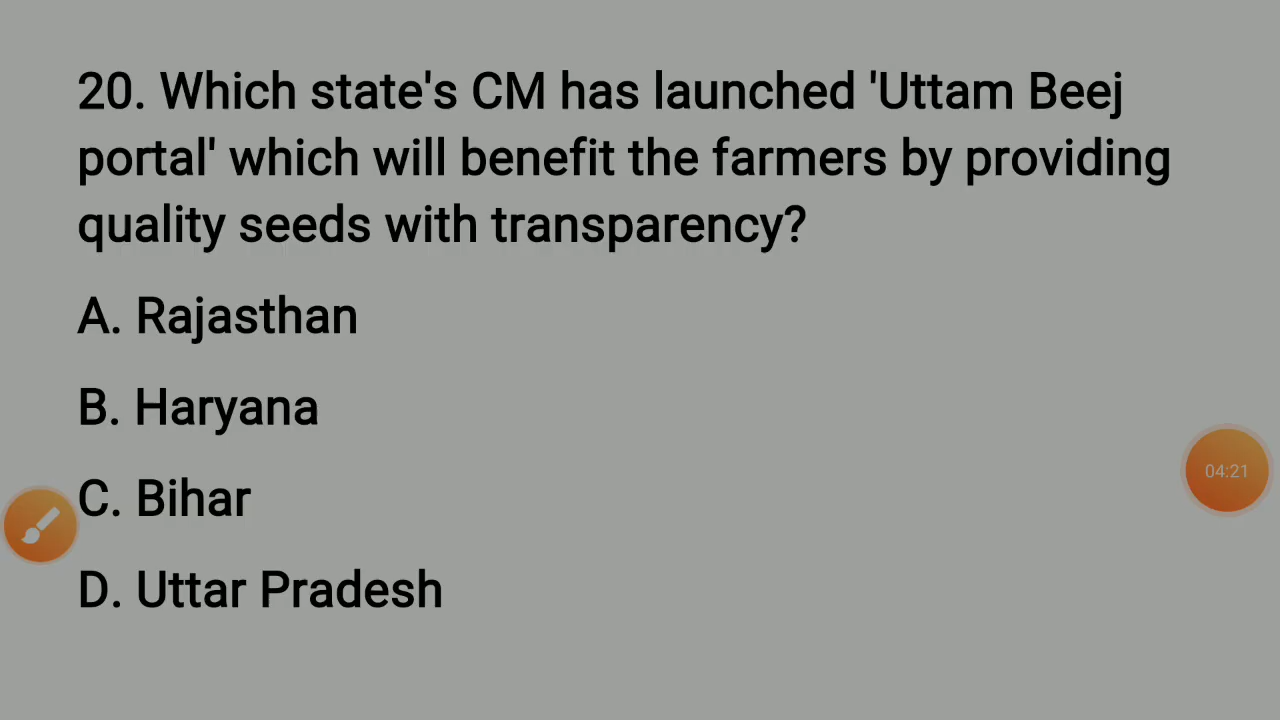 20. Which state's CM has launched 'Uttam Beej
portal' which will benefit the farmers by providing
quality seeds with transparency?
A. Rajasthan
B. Haryana
C. Bihar
D. Uttar Pradesh
04:21